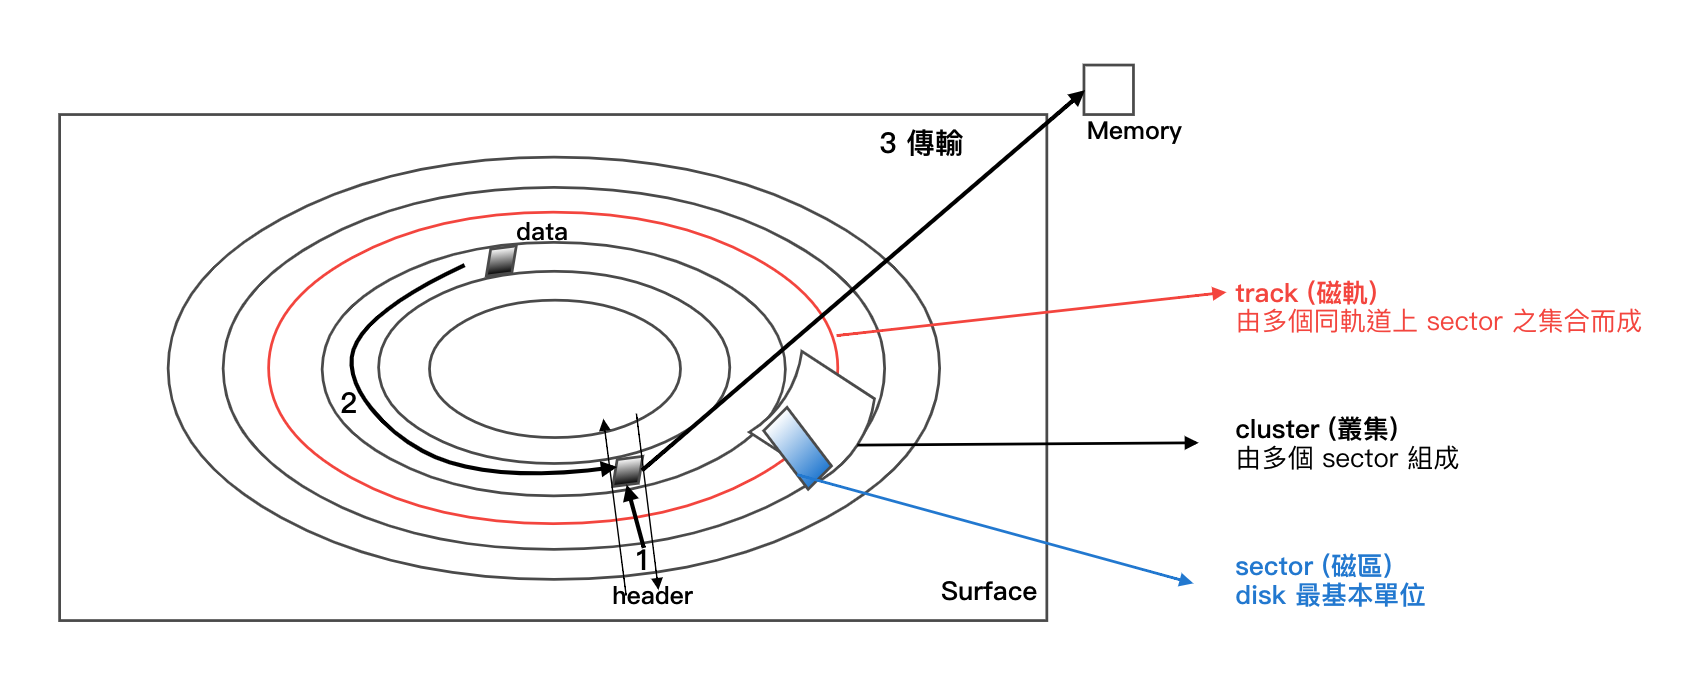 Memory
3 傳輸
data
track (磁軌)
由多個同軌道上 sector 之集合而成
2
cluster (叢集)
由多個 sector 組成
1
header
Surface
sector (磁區)
disk 最基本單位